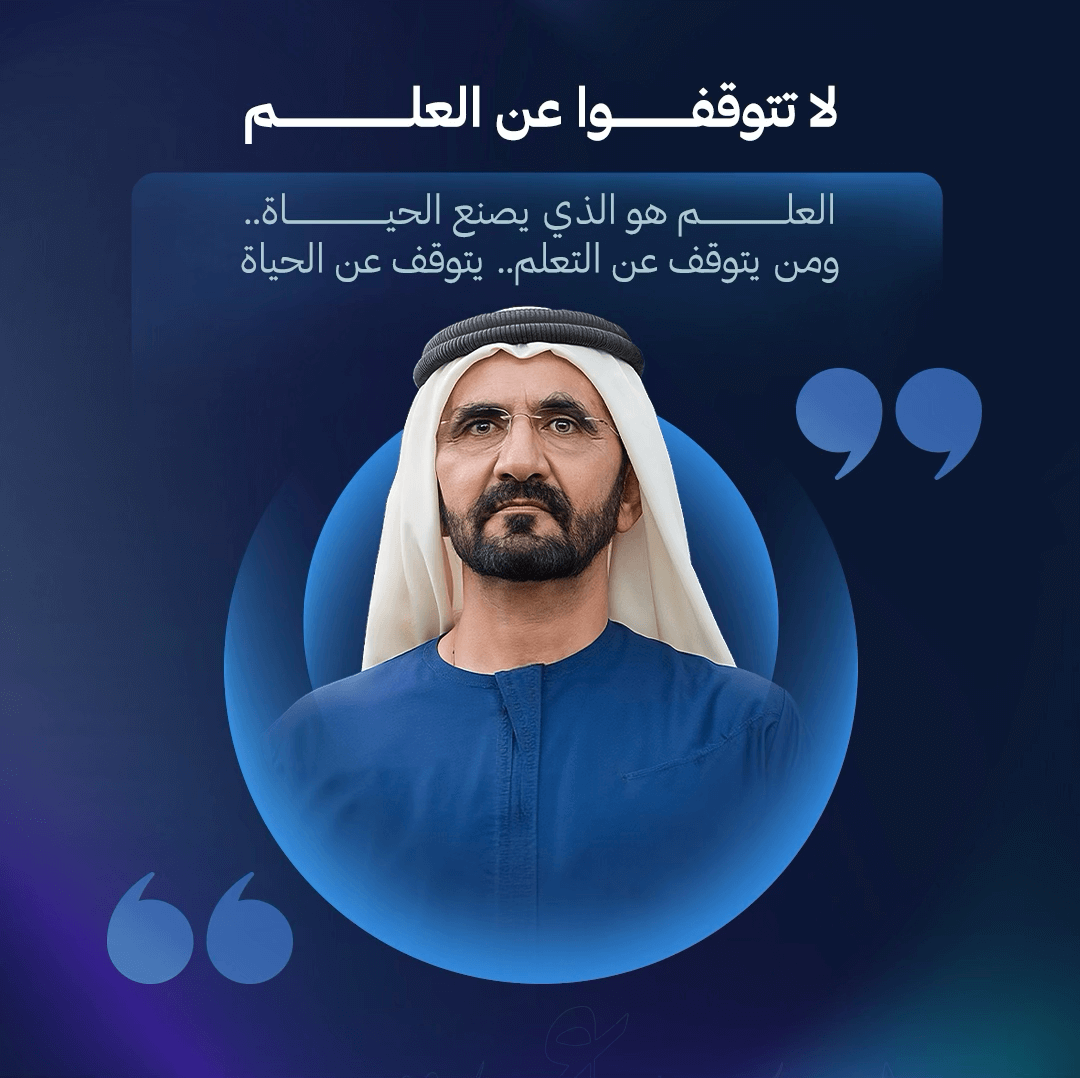 لا تتوقفوا عن العلم
العلم هو الذي يصنع الحياة..
ومن يتوقف عن التعلم.. يتوقف عن الحياة